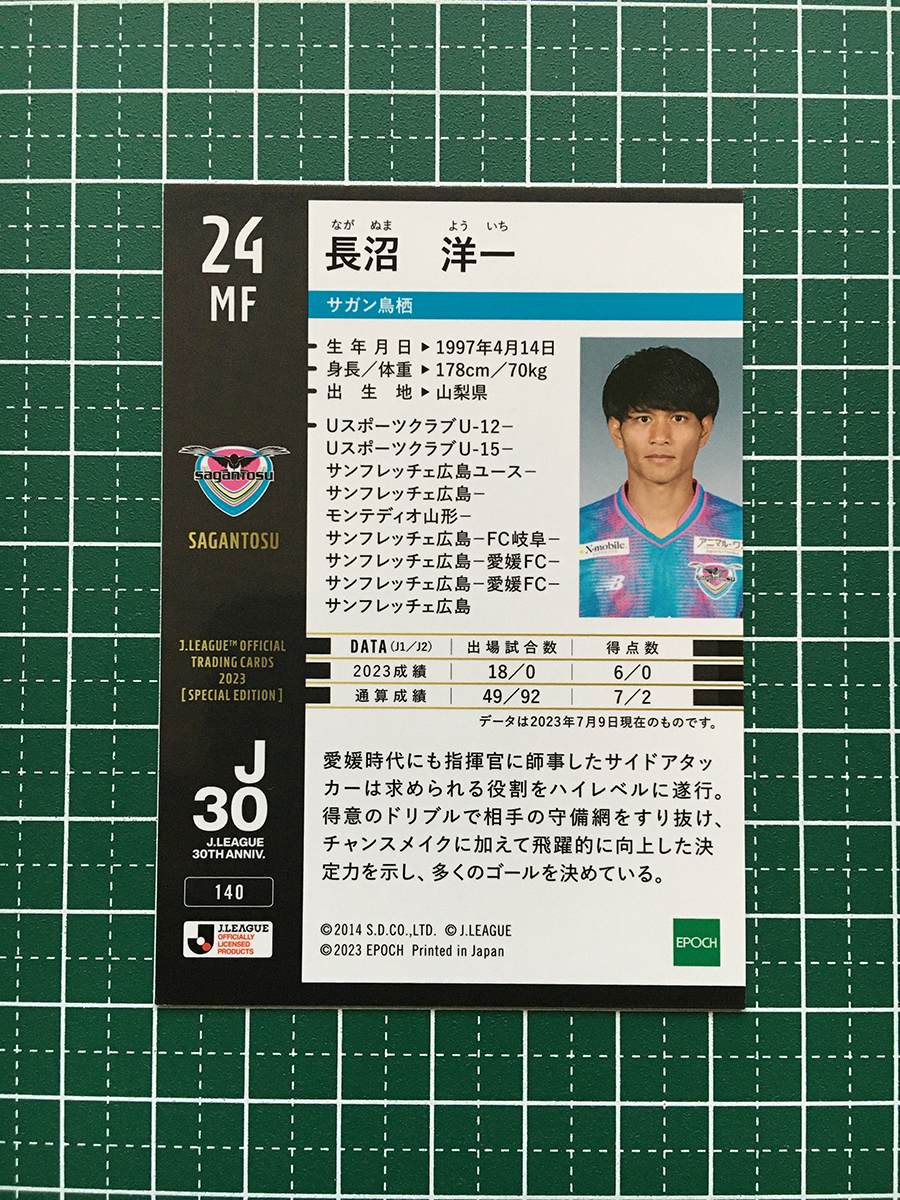 24
MF
sagantosu
SAGANTOSU
J.LEAGUE™ OFFICIAL
TRADING CARDS
2023
[SPECIAL EDITION]
J
30
J.LEAGUE
30TH ANNIV.
140
J.LEAGUE
OFFICIALLY
LICENSED
PRODUCTS
なが ぬま よう いち
長沼 洋一
サガン鳥栖
生年月日▶1997年4月14日
身長/体重▶178cm/70kg
出生地▶山梨県
UスポーツクラブU-12−
UスポーツクラブU-15−
サンフレッチェ広島ユース−
サンフレッチェ広島−
モンテディオ山形−
サンフレッチェ広島−FC岐阜−
サンフレッチェ広島−愛媛FC−
サンフレッチェ広島−愛媛FC−
サンフレッチェ広島
X-mobile
アニマル・ワ
sagantosu
DATA(J1/J2) 出場試合数 得点数
2023成績 18/0 6/0
通算成績 49/92 7/2
データは2023年7月9日現在のものです。
愛媛時代にも指揮官に師事したサイドアタッ
カーは求められる役割をハイレベルに遂行。
得意のドリブルで相手の守備網をすり抜け、
チャンスメイクに加えて飛躍的に向上した決
定力を示し、多くのゴールを決めている。
©2014 S.D.CO.,LTD. ©J.LEAGUE
©2023 EPOCH Printed in Japan
EPOCH